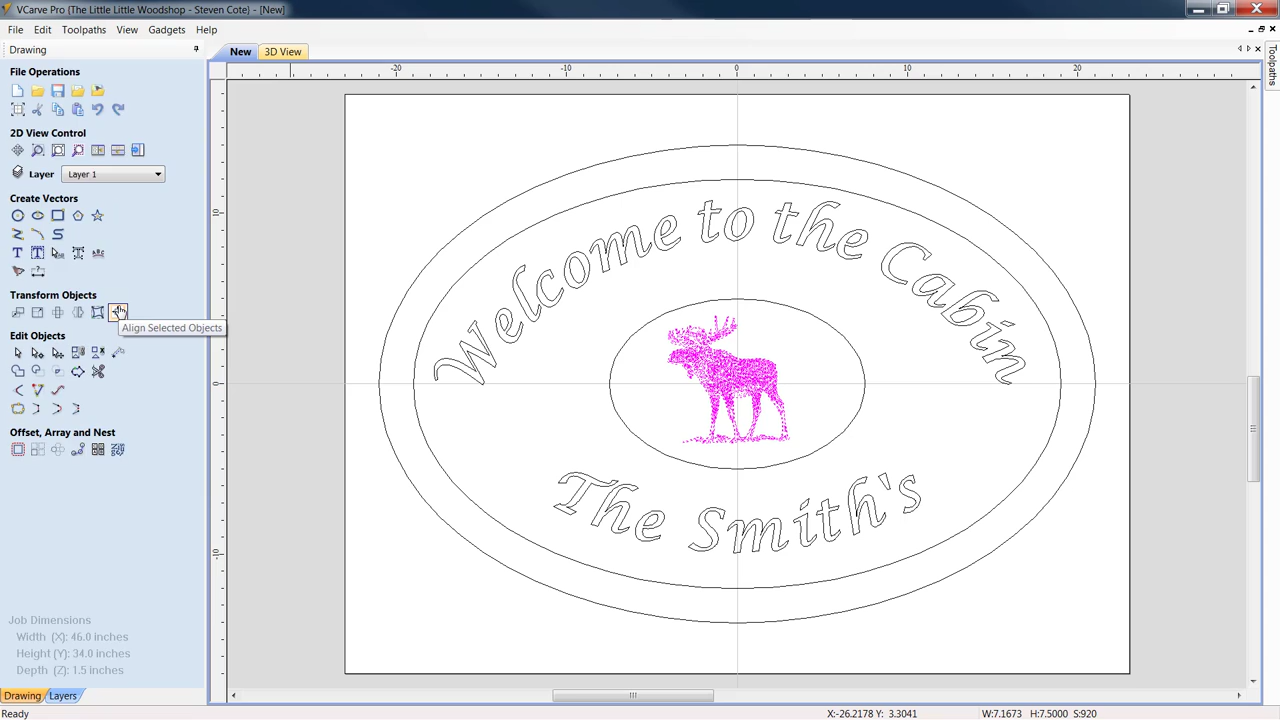 VCarve Pro {The Little Little Woodshop - Steven Cote} - [New]
File Edit Toolpaths View Gadgets Help
Drawing
New 3D View
Toolpaths
File Operations
2D View Control
Layer Layer 1
Create Vectors
Transform Objects
Align Selected Objects
Edit Objects
Offset, Array and Nest
-20 -10 0 10 20
10
0
-10
Welcome to the Cabin
The Smith's
Job Dimensions
Width (X): 46.0 inches
Height (Y): 34.0 inches
Depth (Z): 1.5 inches
Drawing Layers
Ready X:-26.2178 Y: 3.3041 W:7.1673 H:7.5000 S:920